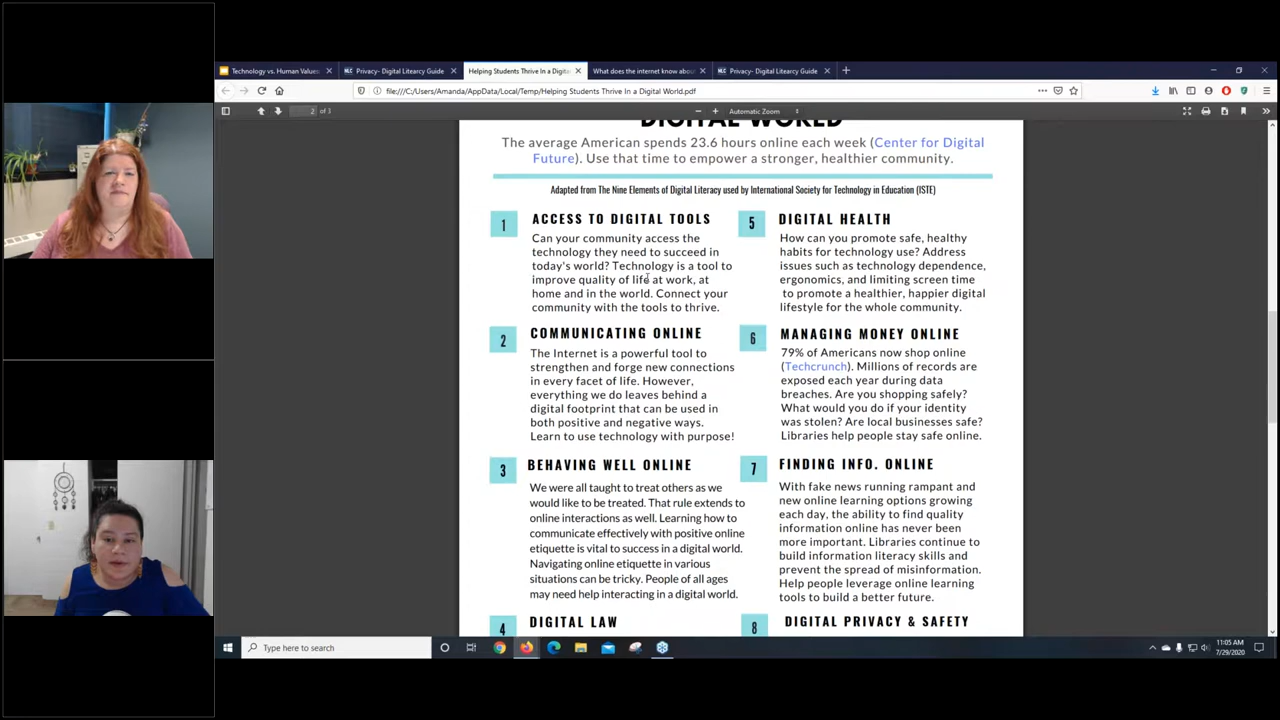 Technology vs. Human Values
Privacy- Digital Litearcy Guide
Helping Students Thrive In a Digita
What does the internet know abou
Privacy- Digital Litearcy Guide
file:///C:/Users/Amanda/AppData/Local/Temp/Helping Students Thrive In a Digital World.pdf
2 of 3
Automatic Zoom
DIGITAL WORLD
The average American spends 23.6 hours online each week (Center for Digital
Future). Use that time to empower a stronger, healthier community.
Adapted from The Nine Elements of Digital Literacy used by International Society for Technology in Education (ISTE)
1
ACCESS TO DIGITAL TOOLS
Can your community access the
technology they need to succeed in
today's world? Technology is a tool to
improve quality of life at work, at
home and in the world. Connect your
community with the tools to thrive.
2
COMMUNICATING ONLINE
The Internet is a powerful tool to
strengthen and forge new connections
in every facet of life. However,
everything we do leaves behind a
digital footprint that can be used in
both positive and negative ways.
Learn to use technology with purpose!
3
BEHAVING WELL ONLINE
We were all taught to treat others as we
would like to be treated. That rule extends to
online interactions as well. Learning how to
communicate effectively with positive online
etiquette is vital to success in a digital world.
Navigating online etiquette in various
situations can be tricky. People of all ages
may need help interacting in a digital world.
4
DIGITAL LAW
5
DIGITAL HEALTH
How can you promote safe, healthy
habits for technology use? Address
issues such as technology dependence,
ergonomics, and limiting screen time
to promote a healthier, happier digital
lifestyle for the whole community.
6
MANAGING MONEY ONLINE
79% of Americans now shop online
(Techcrunch). Millions of records are
exposed each year during data
breaches. Are you shopping safely?
What would you do if your identity
was stolen? Are local businesses safe?
Libraries help people stay safe online.
7
FINDING INFO. ONLINE
With fake news running rampant and
new online learning options growing
each day, the ability to find quality
information online has never been
more important. Libraries continue to
build information literacy skills and
prevent the spread of misinformation.
Help people leverage online learning
tools to build a better future.
8
DIGITAL PRIVACY & SAFETY
Type here to search
11:05 AM
7/29/2020